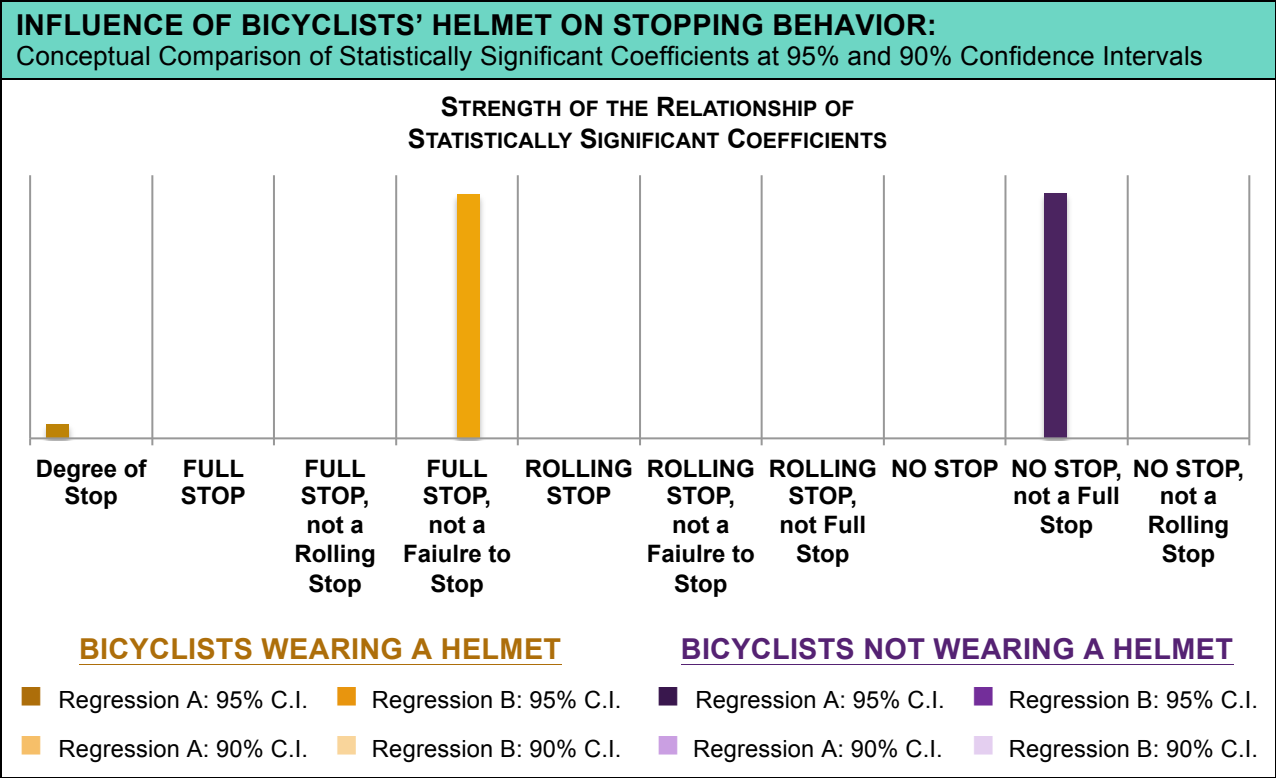 INFLUENCE OF BICYCLISTS’ HELMET ON STOPPING BEHAVIOR:
Conceptual Comparison of Statistically Significant Coefficients at 95% and 90% Confidence Intervals
STRENGTH OF THE RELATIONSHIP OF
STATISTICALLY SIGNIFICANT COEFFICIENTS
Degree of
Stop
FULL
STOP
FULL
STOP,
not a
Rolling
Stop
FULL
STOP,
not a
Faiulre to
Stop
ROLLING
STOP
ROLLING
STOP,
not a
Faiulre to
Stop
ROLLING
STOP,
not Full
Stop
NO STOP
NO STOP,
not a Full
Stop
NO STOP,
not a
Rolling
Stop
BICYCLISTS WEARING A HELMET
Regression A: 95% C.I.
Regression B: 95% C.I.
Regression A: 90% C.I.
Regression B: 90% C.I.
BICYCLISTS NOT WEARING A HELMET
Regression A: 95% C.I.
Regression B: 95% C.I.
Regression A: 90% C.I.
Regression B: 90% C.I.